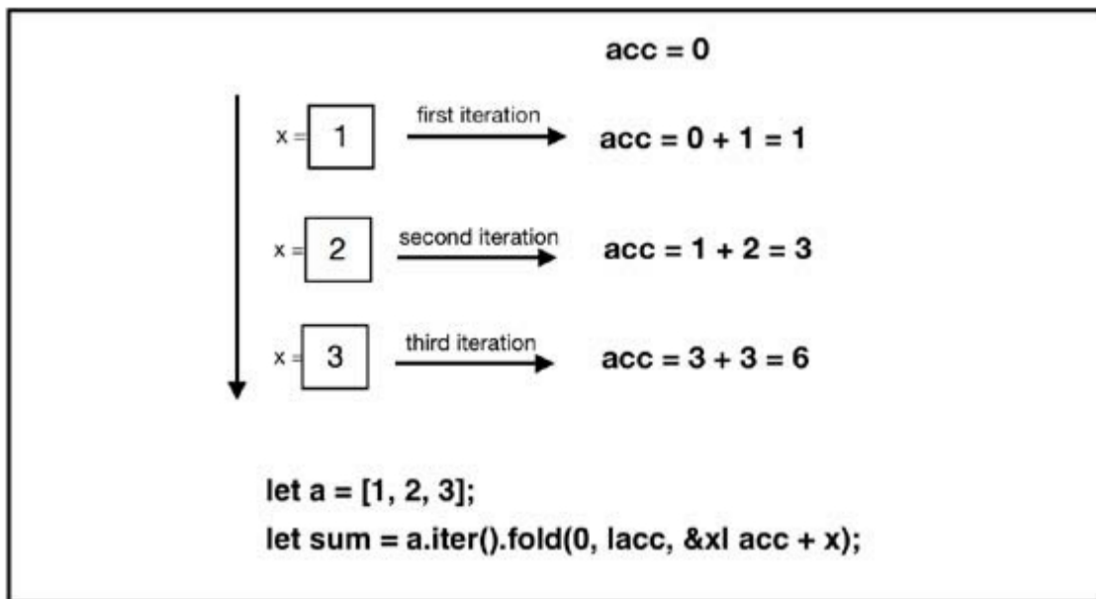 acc = 0
first iteration
x = 1
acc = 0 + 1 = 1
second iteration
x = 2
acc = 1 + 2 = 3
third iteration
x = 3
acc = 3 + 3 = 6
let a = [1, 2, 3];
let sum = a.iter().fold(0, |acc, &x| acc + x);